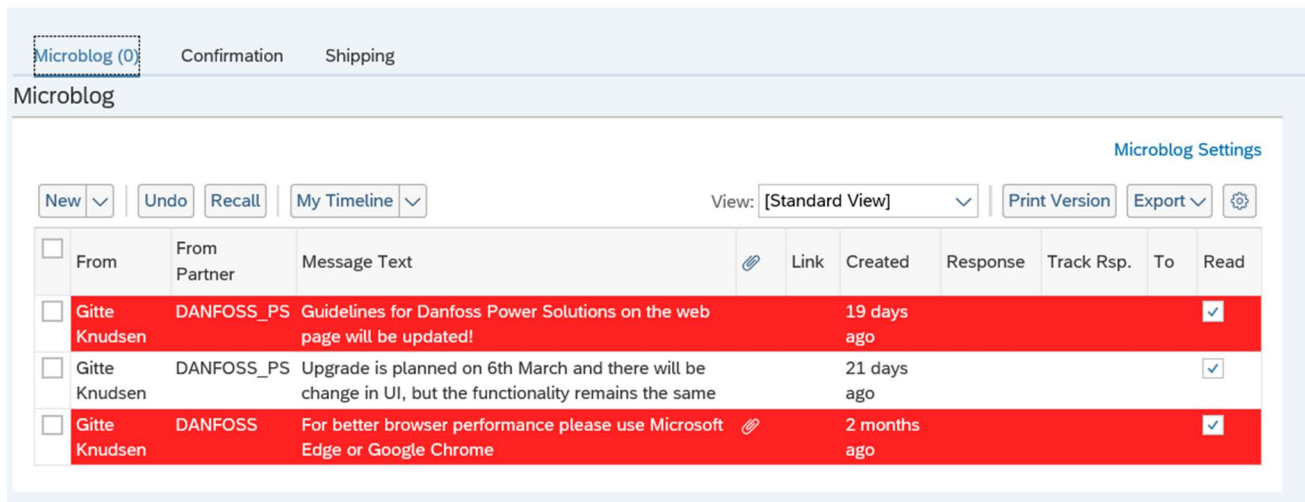 Microblog (0) Confirmation Shipping
Microblog
Microblog Settings
New Undo Recall My Timeline View: [Standard View] Print Version Export
From From Partner Message Text Link Created Response Track Rsp. To Read
Gitte Knudsen DANFOSS_PS Guidelines for Danfoss Power Solutions on the web page will be updated! 19 days ago
Gitte Knudsen DANFOSS_PS Upgrade is planned on 6th March and there will be change in UI, but the functionality remains the same 21 days ago
Gitte Knudsen DANFOSS For better browser performance please use Microsoft Edge or Google Chrome 2 months ago